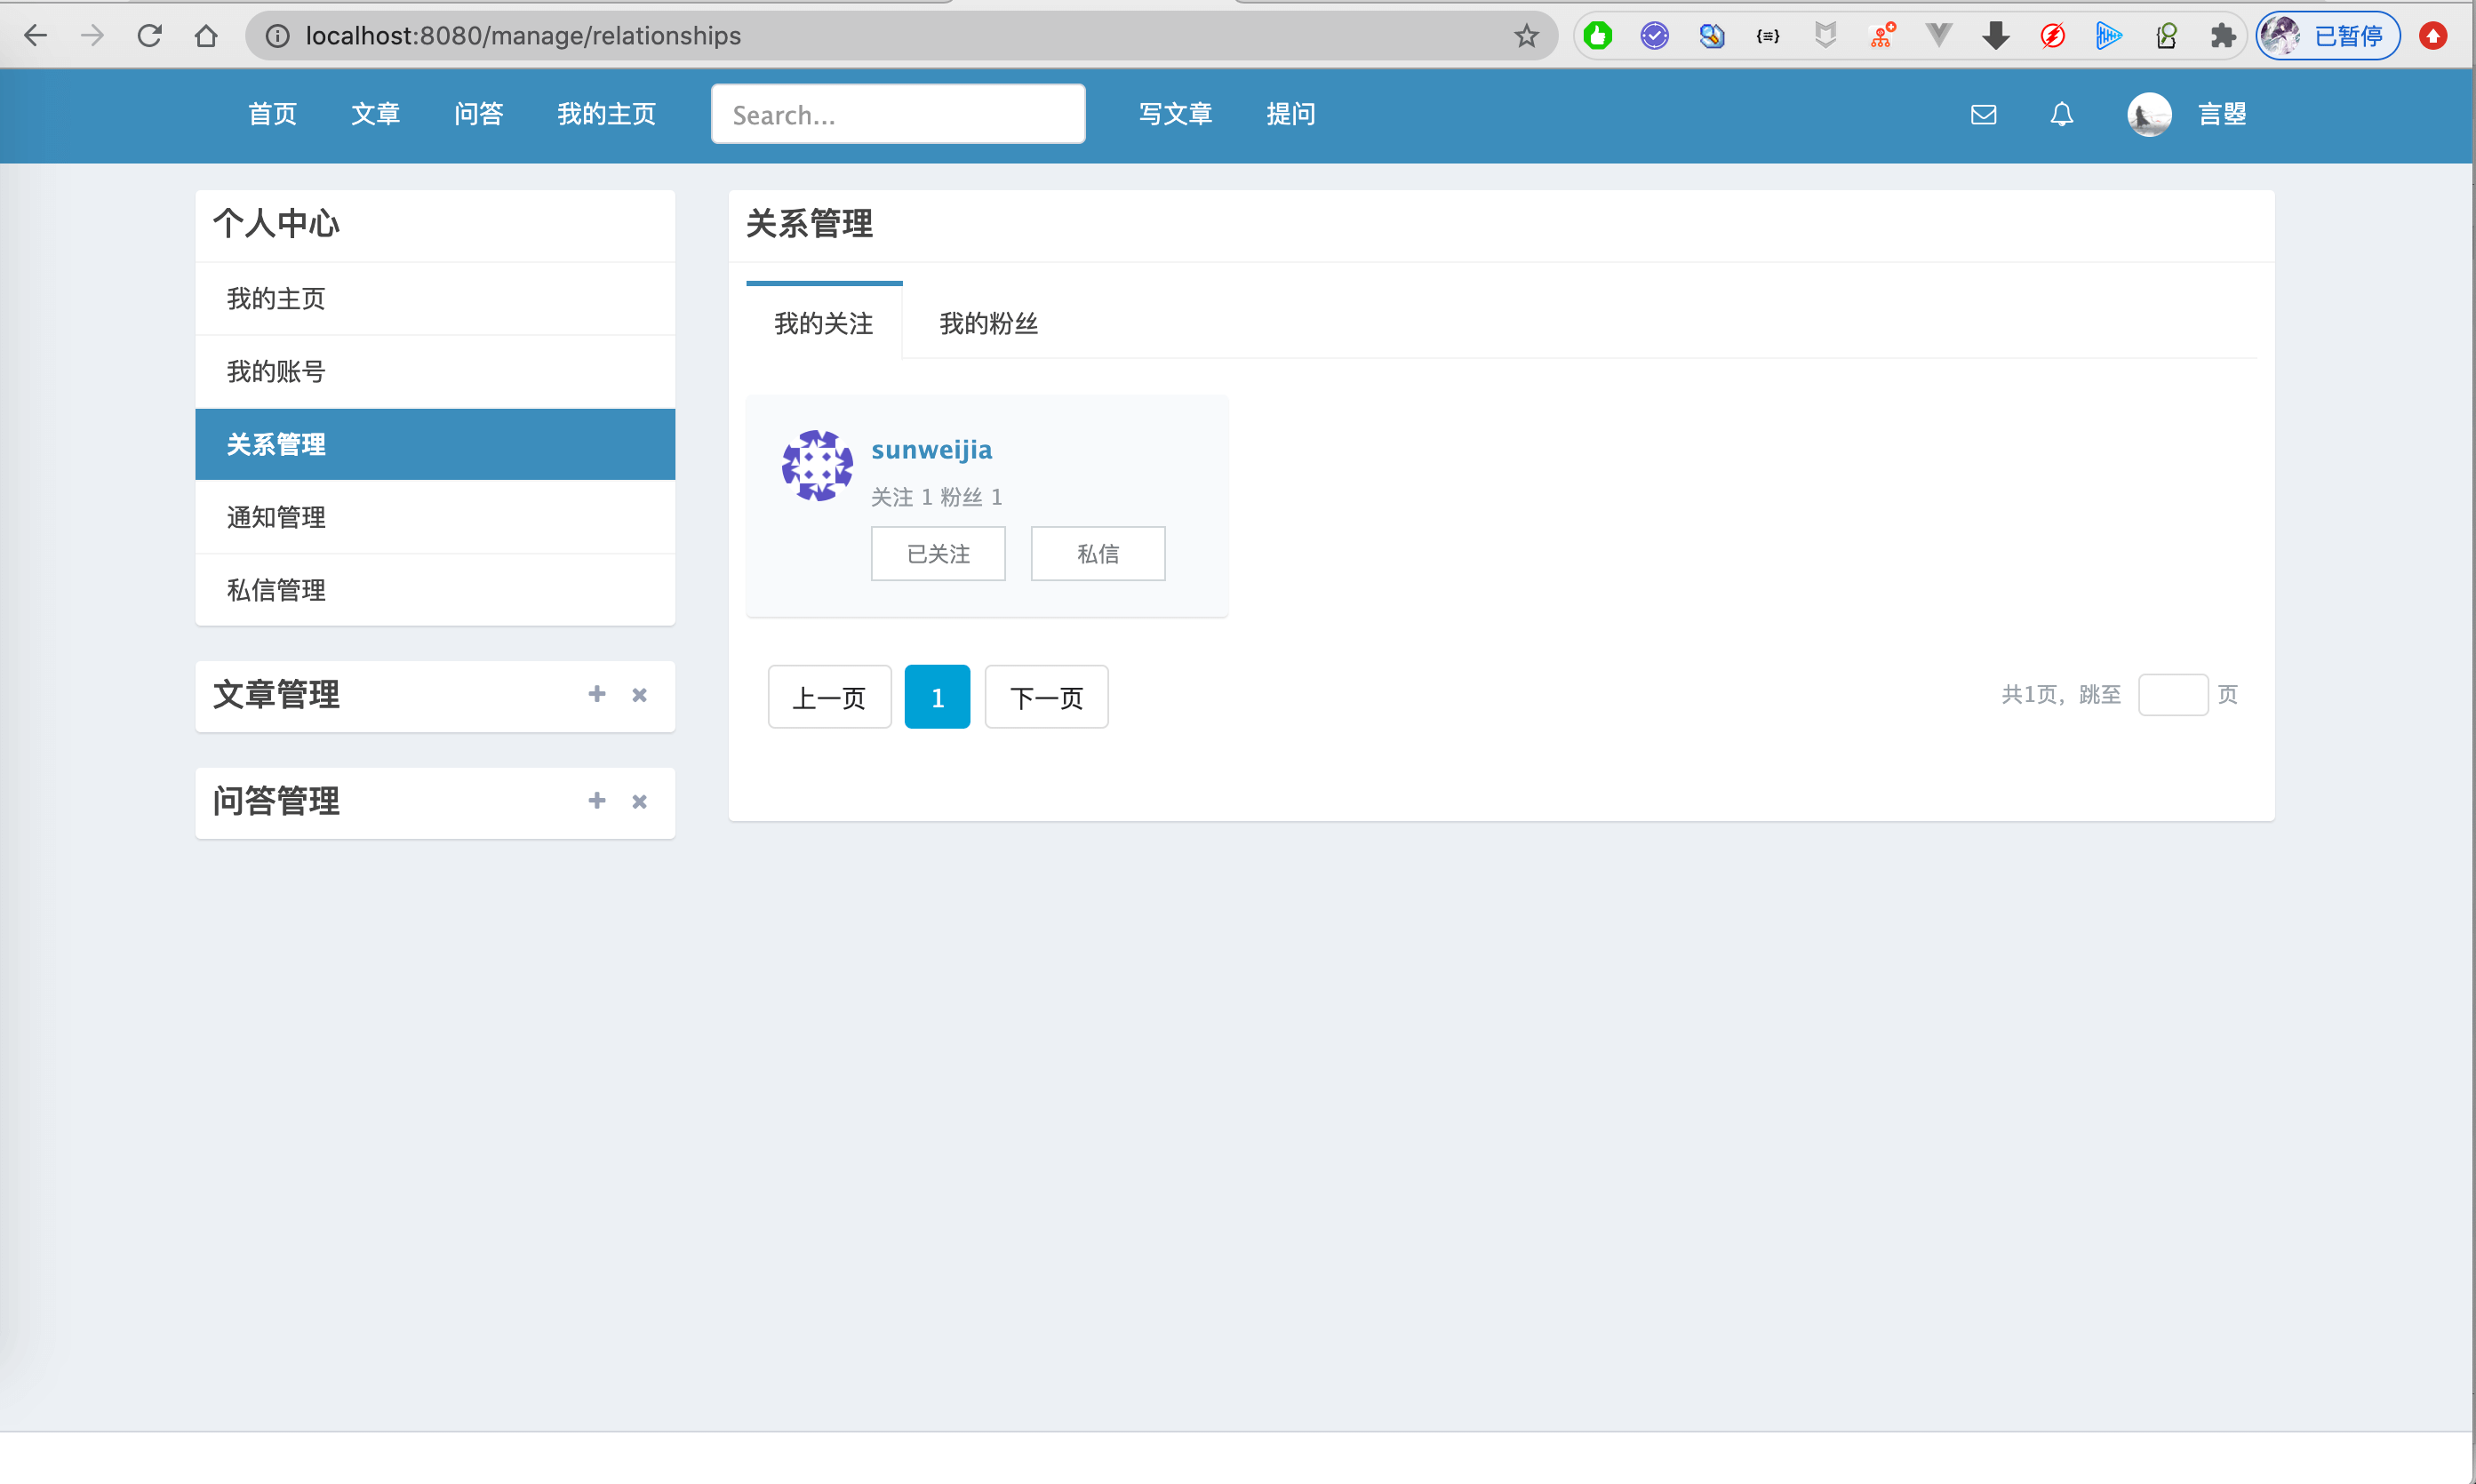 localhost:8080/manage/relationships
已暂停
首页 文章 问答 我的主页 Search... 写文章 提问 言曌
个人中心
我的主页
我的账号
关系管理
通知管理
私信管理
文章管理
问答管理
关系管理
我的关注 我的粉丝
sunweijia
关注 1 粉丝 1
已关注 私信
上一页 1 下一页
共1页，跳至 页